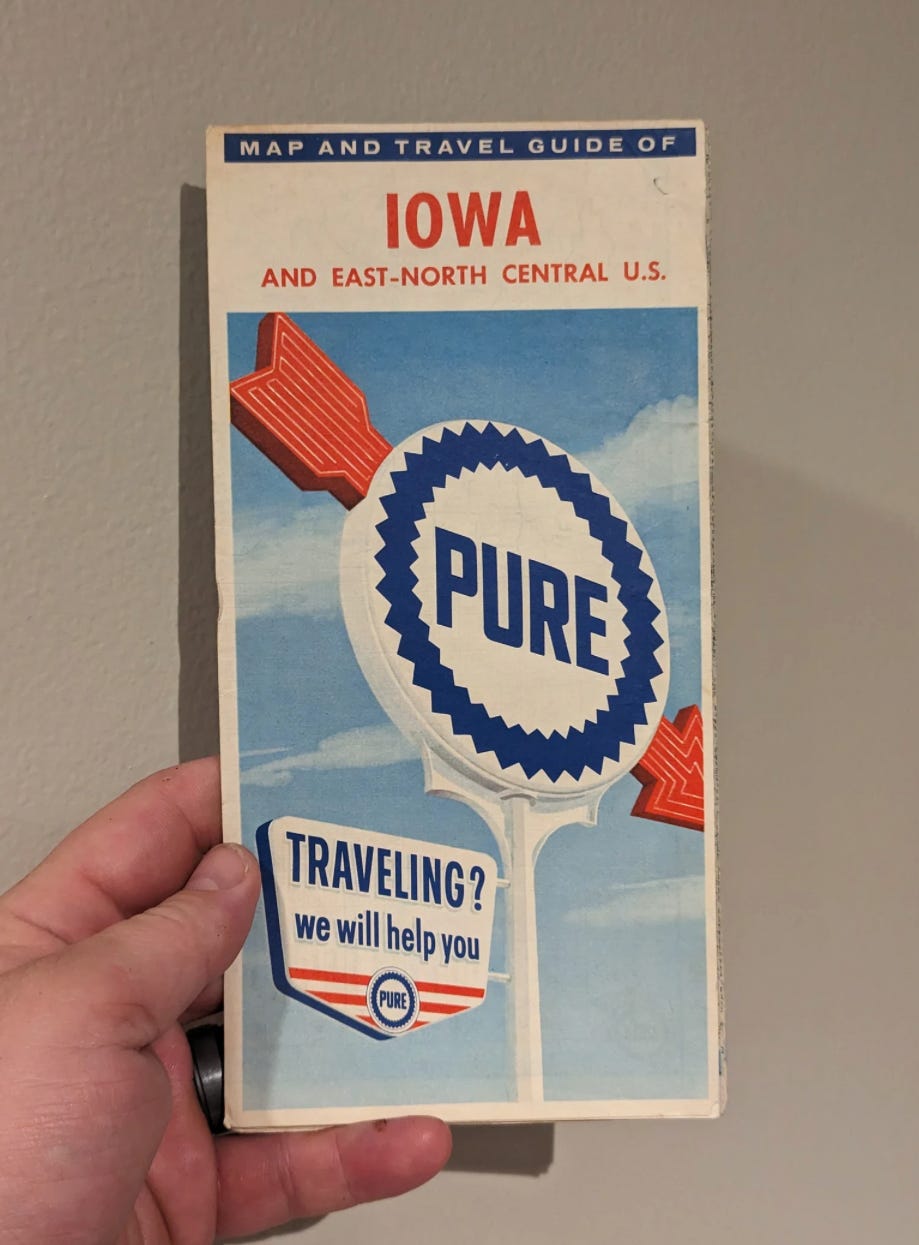 MAP AND TRAVEL GUIDE OF
IOWA
AND EAST-NORTH CENTRAL U.S.
PURE
TRAVELING?
we will help you
PURE